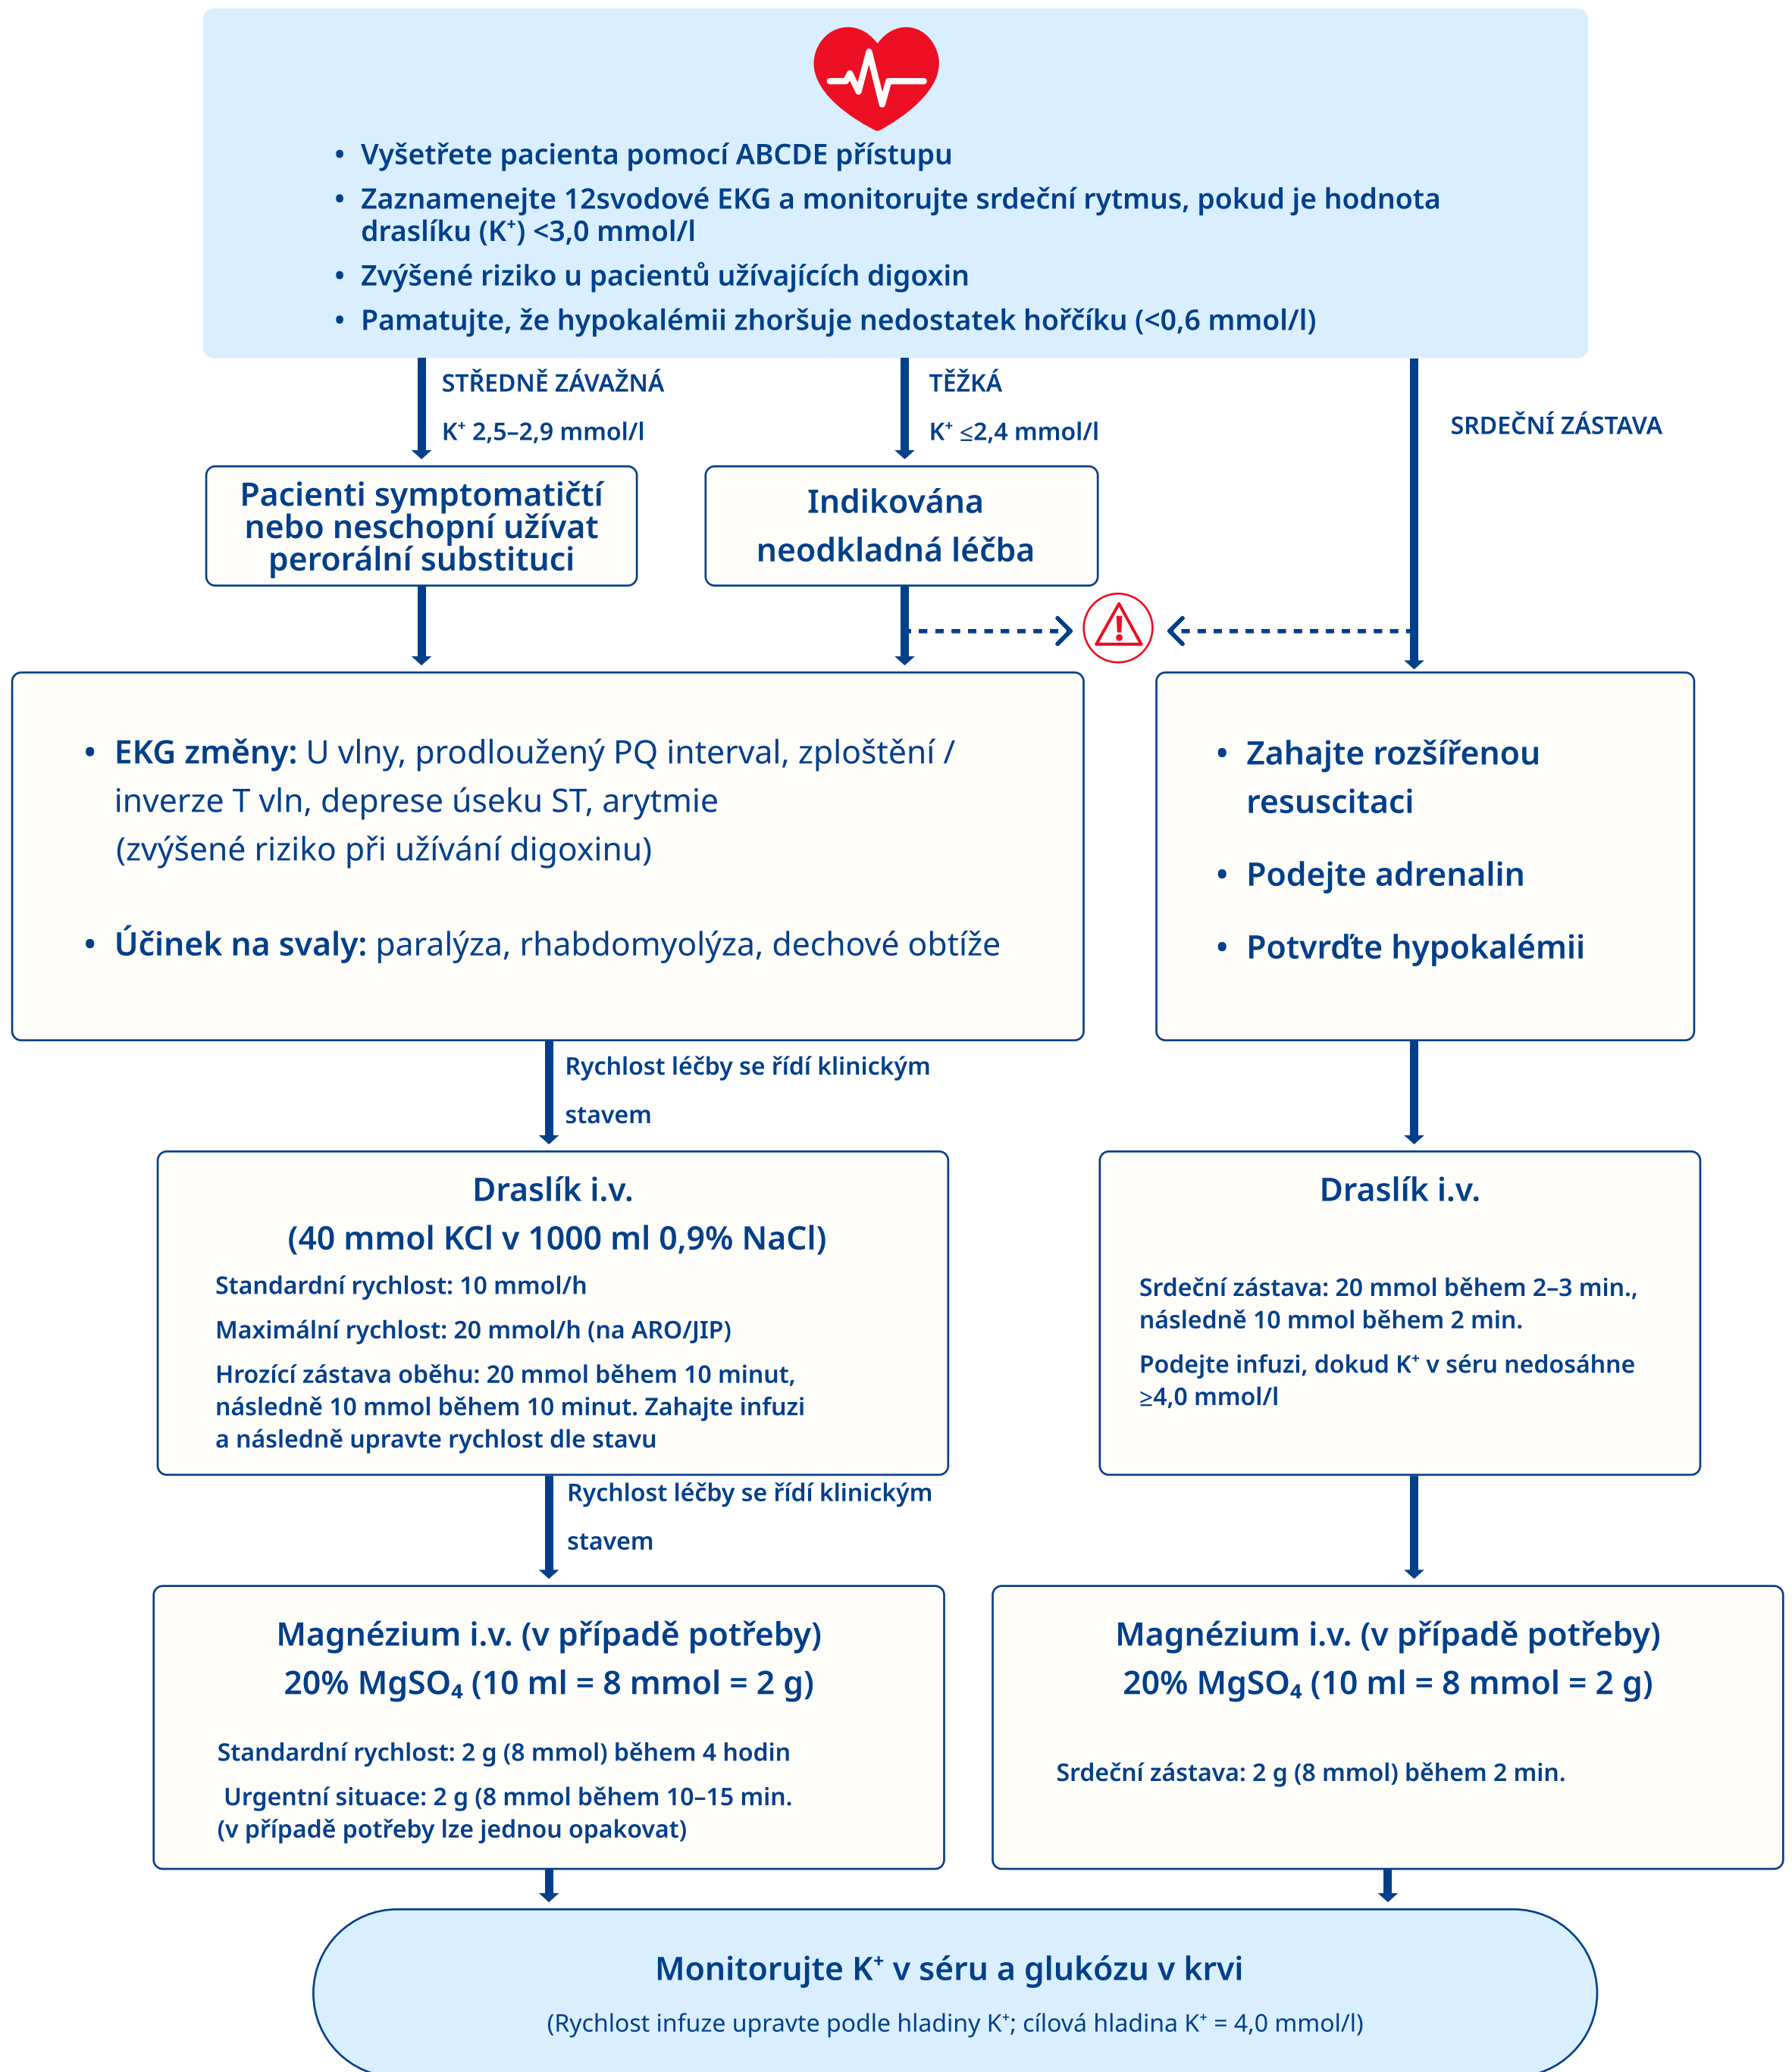 • Vyšetřete pacienta pomocí ABCDE přístupu
• Zaznamenejte 12svodové EKG a monitorujte srdeční rytmus, pokud je hodnota
draslíku (K⁺) <3,0 mmol/l
• Zvýšené riziko u pacientů užívajících digoxin
• Pamatujte, že hypokalémii zhoršuje nedostatek hořčíku (<0,6 mmol/l)
STŘEDNĚ ZÁVAŽNÁ
K⁺ 2,5–2,9 mmol/l
TĚŽKÁ
K⁺ ≤2,4 mmol/l
SRDEČNÍ ZÁSTAVA
Pacienti symptomatičtí
nebo neschopní užívat
perorální substituci
Indikována
neodkladná léčba
• EKG změny: U vlny, prodloužený PQ interval, zploštění /
inverze T vln, deprese úseku ST, arytmie
(zvýšené riziko při užívání digoxinu)
• Účinek na svaly: paralýza, rhabdomyolýza, dechové obtíže
• Zahajte rozšířenou
resuscitaci
• Podejte adrenalin
• Potvrďte hypokalémii
Rychlost léčby se řídí klinickým
stavem
Draslík i.v.
(40 mmol KCl v 1000 ml 0,9% NaCl)
Standardní rychlost: 10 mmol/h
Maximální rychlost: 20 mmol/h (na ARO/JIP)
Hrozící zástava oběhu: 20 mmol během 10 minut,
následně 10 mmol během 10 minut. Zahajte infuzi
a následně upravte rychlost dle stavu
Draslík i.v.
Srdeční zástava: 20 mmol během 2–3 min.,
následně 10 mmol během 2 min.
Podejte infuzi, dokud K⁺ v séru nedosáhne
≥4,0 mmol/l
Rychlost léčby se řídí klinickým
stavem
Magnézium i.v. (v případě potřeby)
20% MgSO₄ (10 ml = 8 mmol = 2 g)
Standardní rychlost: 2 g (8 mmol) během 4 hodin
Urgentní situace: 2 g (8 mmol během 10–15 min.
(v případě potřeby lze jednou opakovat)
Magnézium i.v. (v případě potřeby)
20% MgSO₄ (10 ml = 8 mmol = 2 g)
Srdeční zástava: 2 g (8 mmol) během 2 min.
Monitorujte K⁺ v séru a glukózu v krvi
(Rychlost infuze upravte podle hladiny K⁺; cílová hladina K⁺ = 4,0 mmol/l)